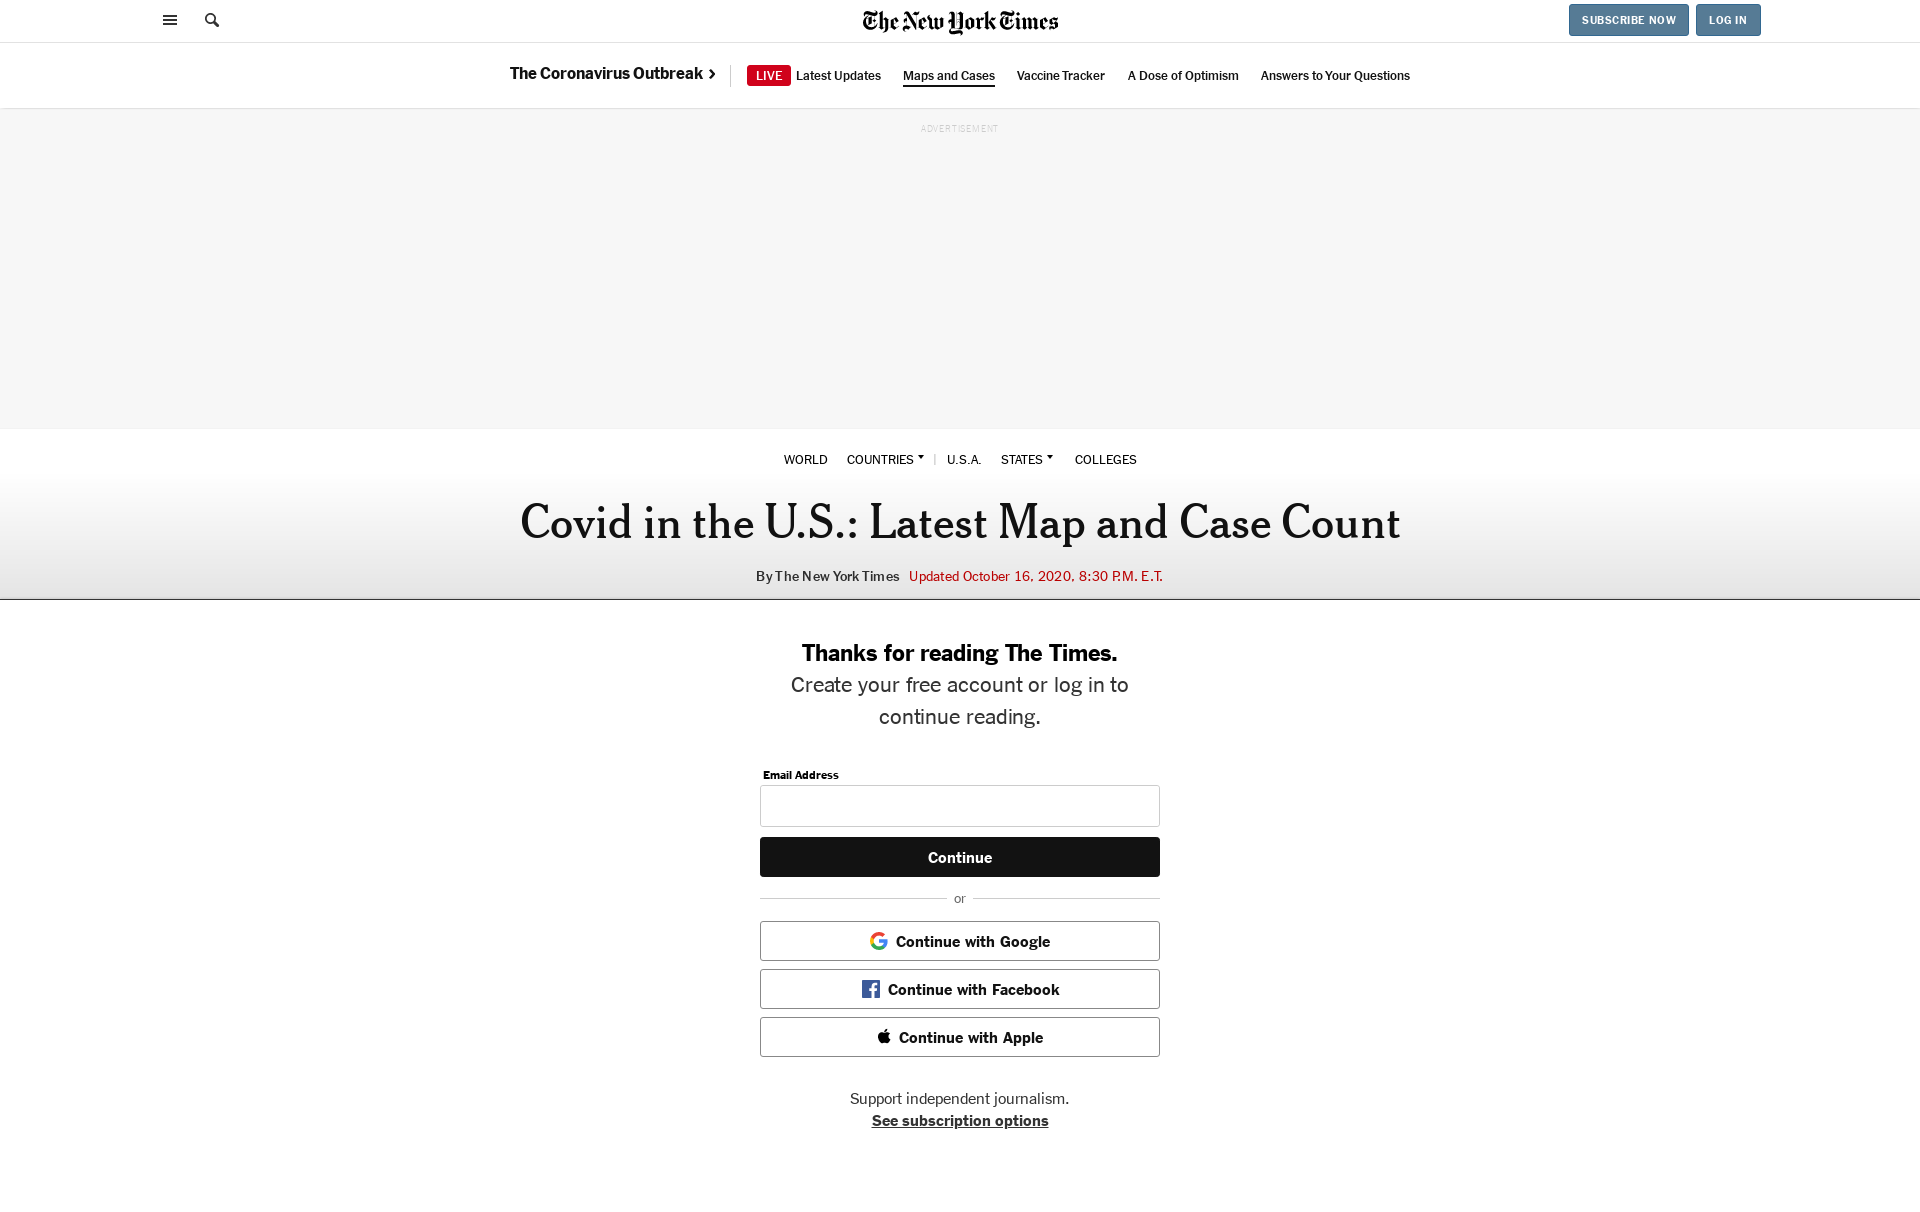 The New York Times
SUBSCRIBE NOW
LOG IN
The Coronavirus Outbreak
LIVE Latest Updates
Maps and Cases
Vaccine Tracker
A Dose of Optimism
Answers to Your Questions
ADVERTISEMENT
WORLD
COUNTRIES
U.S.A.
STATES
COLLEGES
Covid in the U.S.: Latest Map and Case Count
By The New York Times Updated October 16, 2020, 8:30 P.M. E.T.
Thanks for reading The Times.
Create your free account or log in to
continue reading.
Email Address
Continue
or
Continue with Google
Continue with Facebook
Continue with Apple
Support independent journalism.
See subscription options